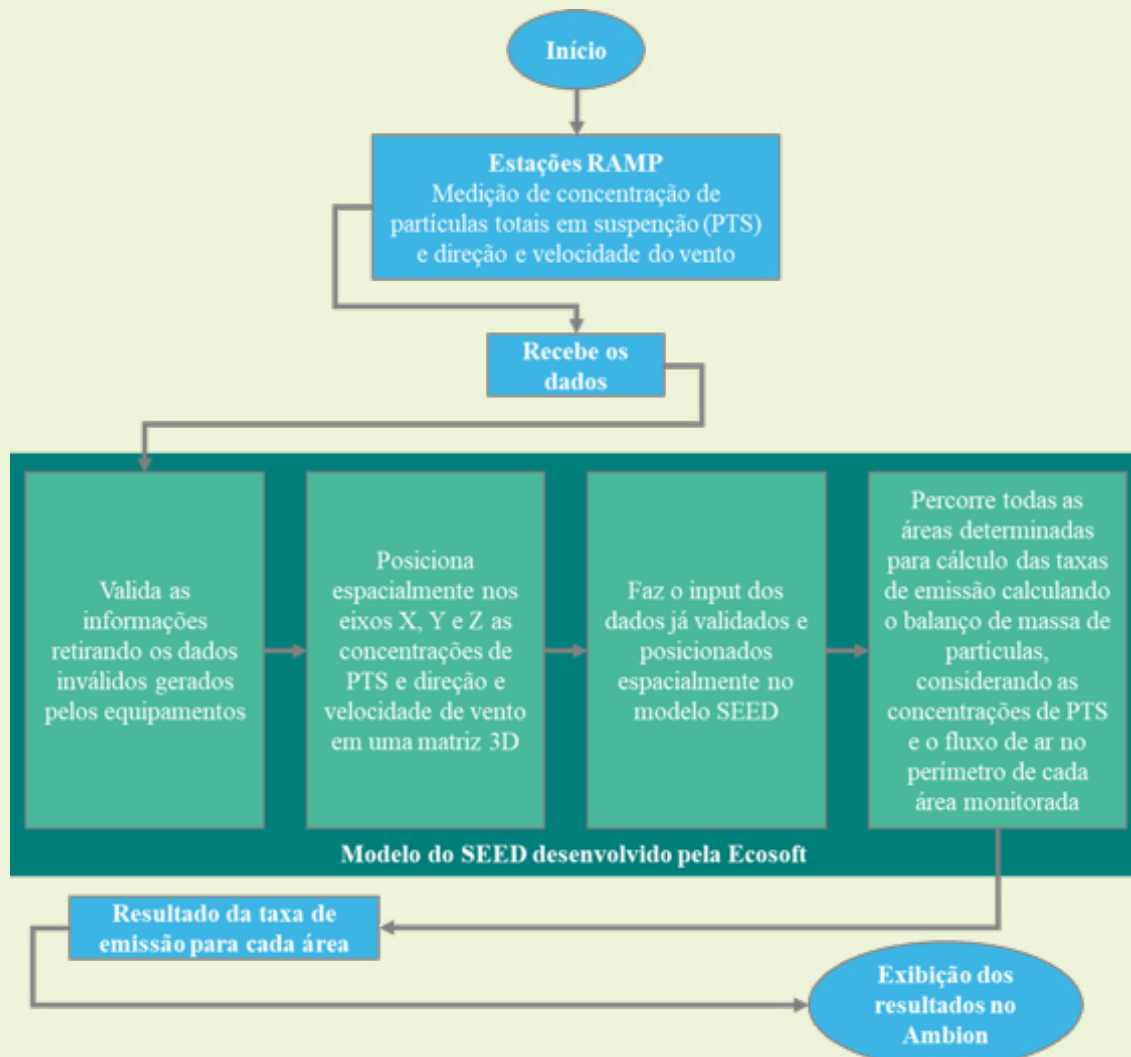 Início
Estações RAMP
Medição de concentração de
partículas totais em suspenção (PTS)
e direção e velocidade do vento
Recebe os
dados
Valida as
informações
retirando os dados
inválidos gerados
pelos equipamentos
Posiciona
espacialmente nos
eixos X, Y e Z as
concentrações de
PTS e direção e
velocidade de vento
em uma matriz 3D
Faz o input dos
dados já validados e
posicionados
espacialmente no
modelo SEED
Percorre todas as
áreas determinadas
para cálculo das taxas
de emissão calculando
o balanço de massa de
partículas,
considerando as
concentrações de PTS
e o fluxo de ar no
perímetro de cada
área monitorada
Modelo do SEED desenvolvido pela Ecosoft
Resultado da taxa de
emissão para cada área
Exibição dos
resultados no
Ambion